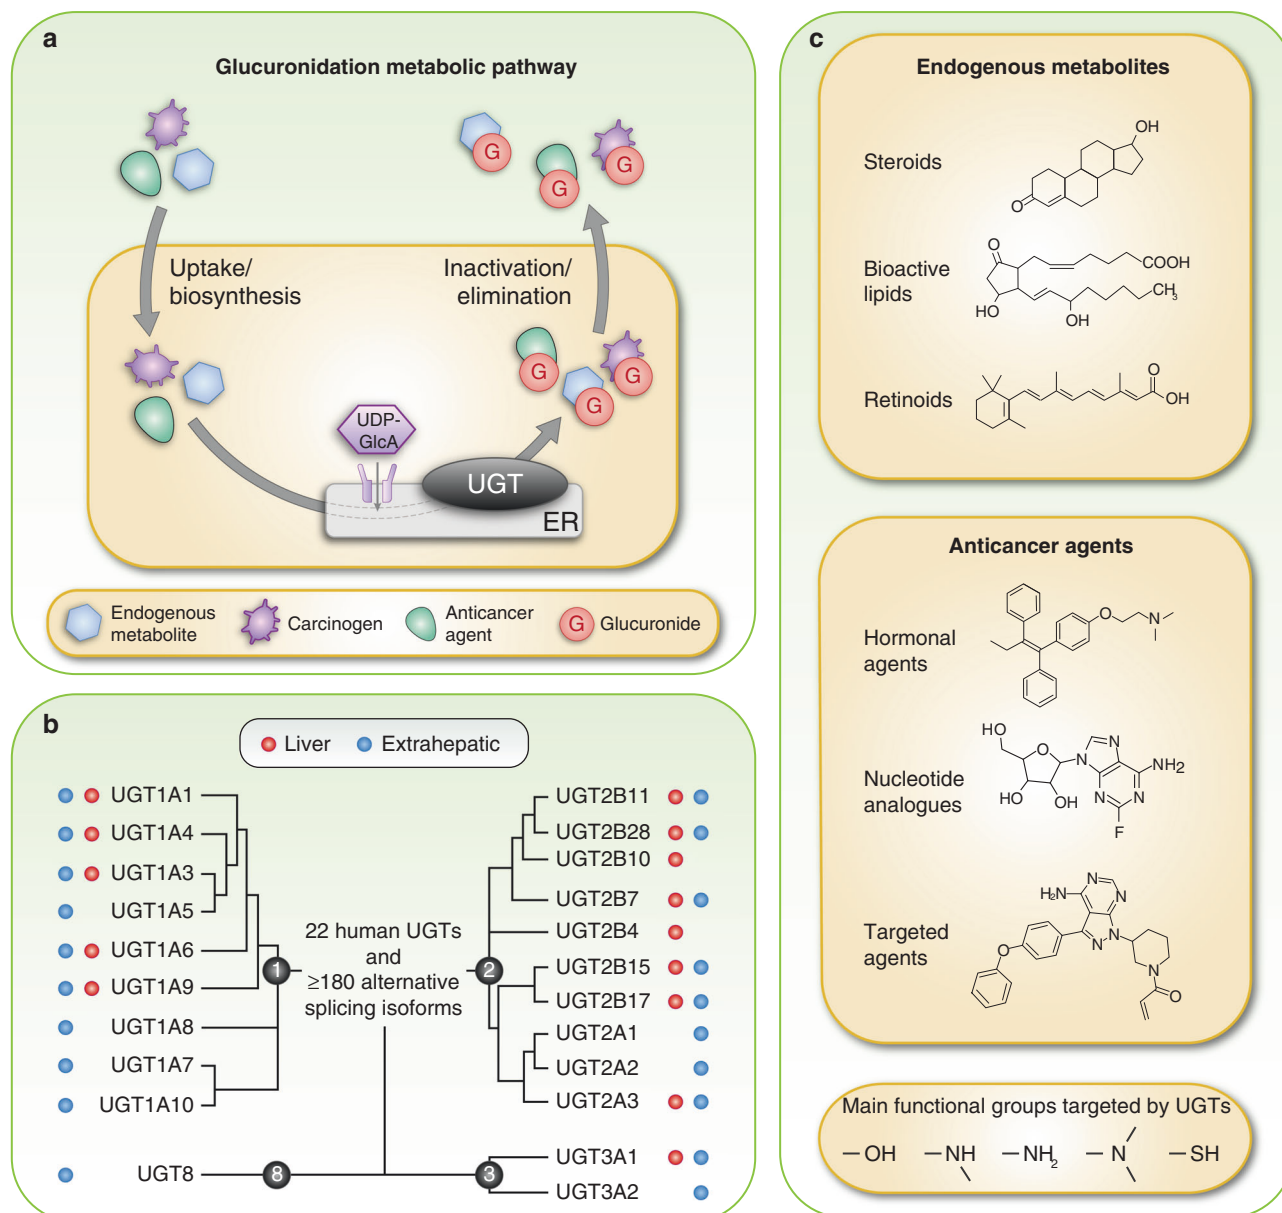 a
Glucuronidation metabolic pathway
G
G
G
Uptake/
biosynthesis
Inactivation/
elimination
G
G
G
UDP-
GlcA
UGT
ER
Endogenous
metabolite
Carcinogen
Anticancer
agent
G
Glucuronide
b
Liver
Extrahepatic
UGT1A1
UGT1A4
UGT1A3
UGT1A5
UGT1A6
UGT1A9
UGT1A8
UGT1A7
UGT1A10
UGT8
1
22 human UGTs
and
≥180 alternative
splicing isoforms
2
8
3
UGT2B11
UGT2B28
UGT2B10
UGT2B7
UGT2B4
UGT2B15
UGT2B17
UGT2A1
UGT2A2
UGT2A3
UGT3A1
UGT3A2
c
Endogenous metabolites
Steroids
OH
O
Bioactive
lipids
O
COOH
CH3
HO
OH
Retinoids
O
OH
Anticancer agents
Hormonal
agents
O
N
Nucleotide
analogues
HO
O
N
N
NH2
N
N
HO
OH
F
Targeted
agents
H2N
N
N
N
N
O
N
O
Main functional groups targeted by UGTs
—OH
—NH
—NH2
—N
—SH